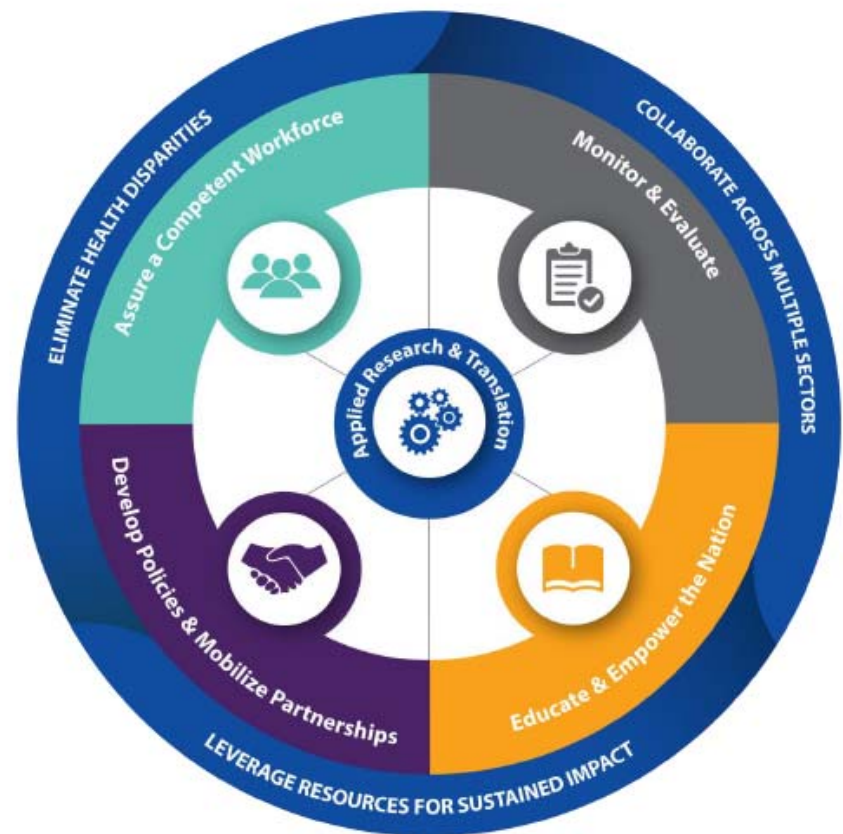 ELIMINATE HEALTH DISPARITIES
COLLABORATE ACROSS MULTIPLE SECTORS
Assure a Competent Workforce
Monitor & Evaluate
Applied Research & Translation
Develop Policies & Mobilize Partnerships
Educate & Empower the Nation
LEVERAGE RESOURCES FOR SUSTAINED IMPACT